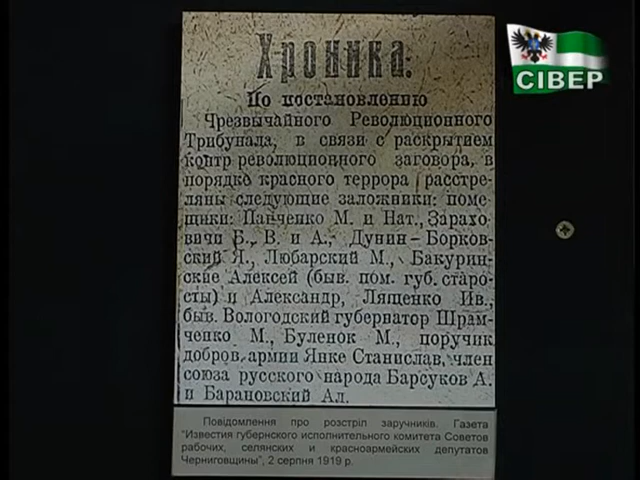 Хроника.
По постановлению
Чрезвычайного Революционного
Трибунада, в связи с раскрытием
контр революционного заговора, в
порядке красного террора расстре-
ляны следующие заложники: поме-
щики: Панченко М. и Нат., Зарахо-
вичи Б., В. и А., Дунин-Борков-
ский Я., Любарский М., Бакурин-
ские Алексей (быв. пом. губ. старо-
сты) и Александр, Лященко Ив.,
быв. Вологодский губернатор Шрам-
ченко М., Буленок М., поручик
добров. армии Янке Станислав, член
союза русского народа Барсуков А.
и Барановский Ал.
Повідомлення про розстріл заручників. Газета
"Известия губернского исполнительного комитета Советов
рабочих, селянских и красноармейских депутатов
Черниговщины", 2 серпня 1919 р.
СІВЕР